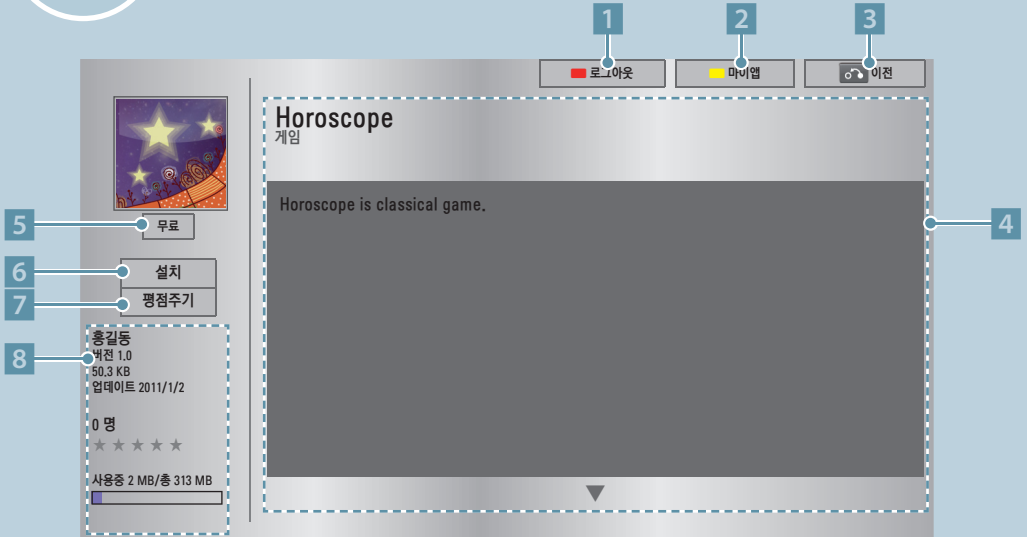 1
2
3
로그아웃
마이앱
이전
Horoscope
게임
Horoscope is classical game.
4
5
무료
6
설치
7
평점주기
8
홍길동
버전 1.0
50.3 KB
업데이트 2011/1/2
0 명
사용중 2 MB/총 313 MB